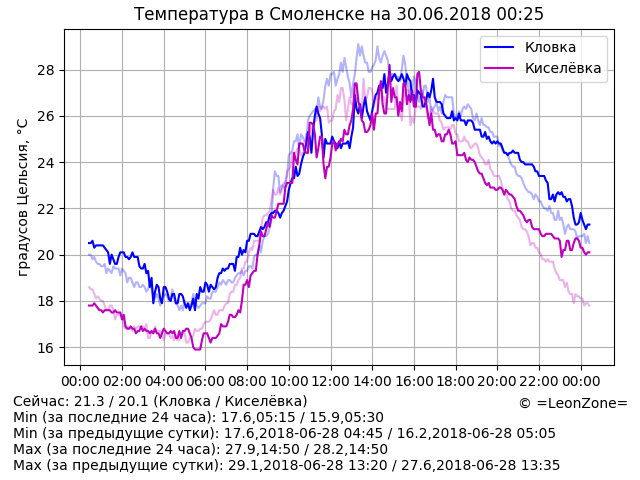 Температура в Смоленске на 30.06.2018 00:25
Кловка
Киселёвка
градусов Цельсия, °C
28
26
24
22
20
18
16
00:00 02:00 04:00 06:00 08:00 10:00 12:00 14:00 16:00 18:00 20:00 22:00 00:00
Сейчас: 21.3 / 20.1 (Кловка / Киселёвка)
© =LeonZone=
Min (за последние 24 часа): 17.6,05:15 / 15.9,05:30
Min (за предыдущие сутки): 17.6,2018-06-28 04:45 / 16.2,2018-06-28 05:05
Max (за последние 24 часа): 27.9,14:50 / 28.2,14:50
Max (за предыдущие сутки): 29.1,2018-06-28 13:20 / 27.6,2018-06-28 13:35